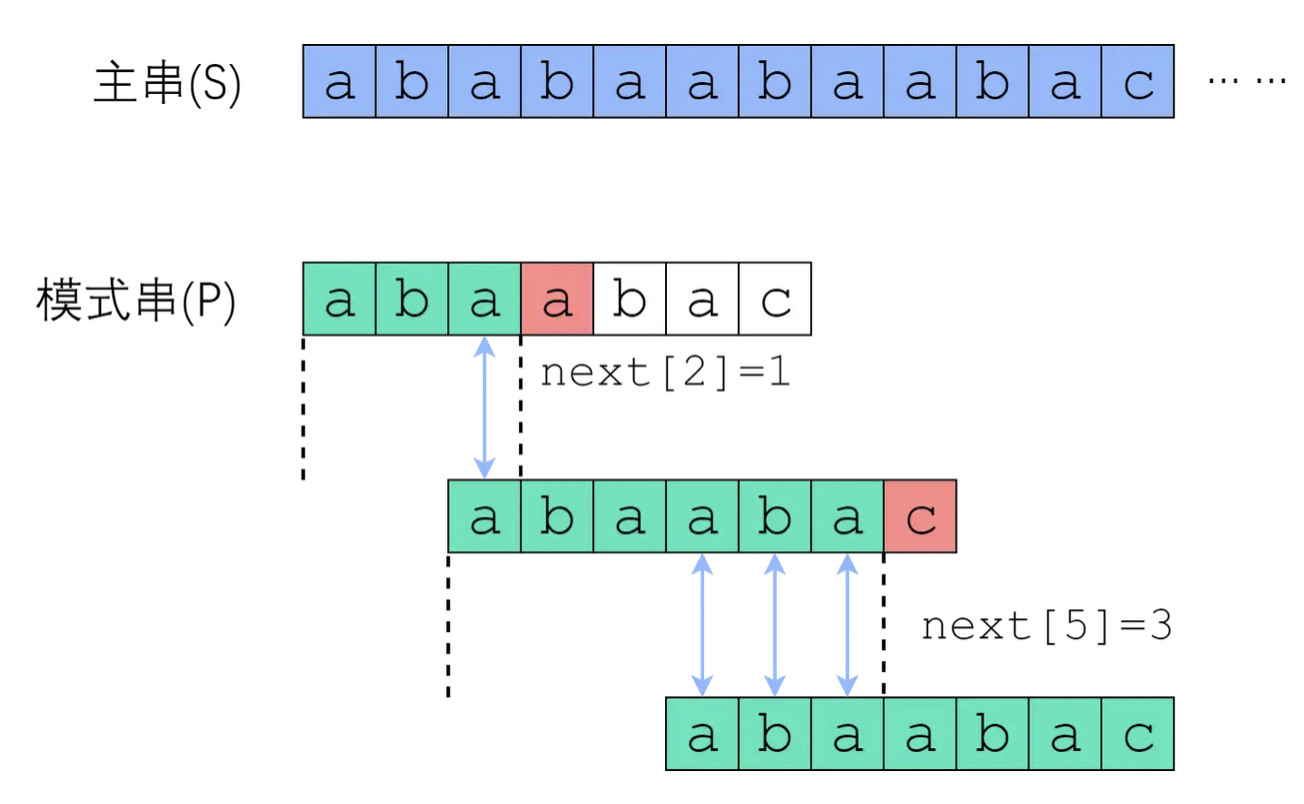 主串(S) a b a b a a b a a b a c ... ...
模式串(P) a b a a b a c
next[2]=1
a b a a b a c
next[5]=3
a b a a b a c